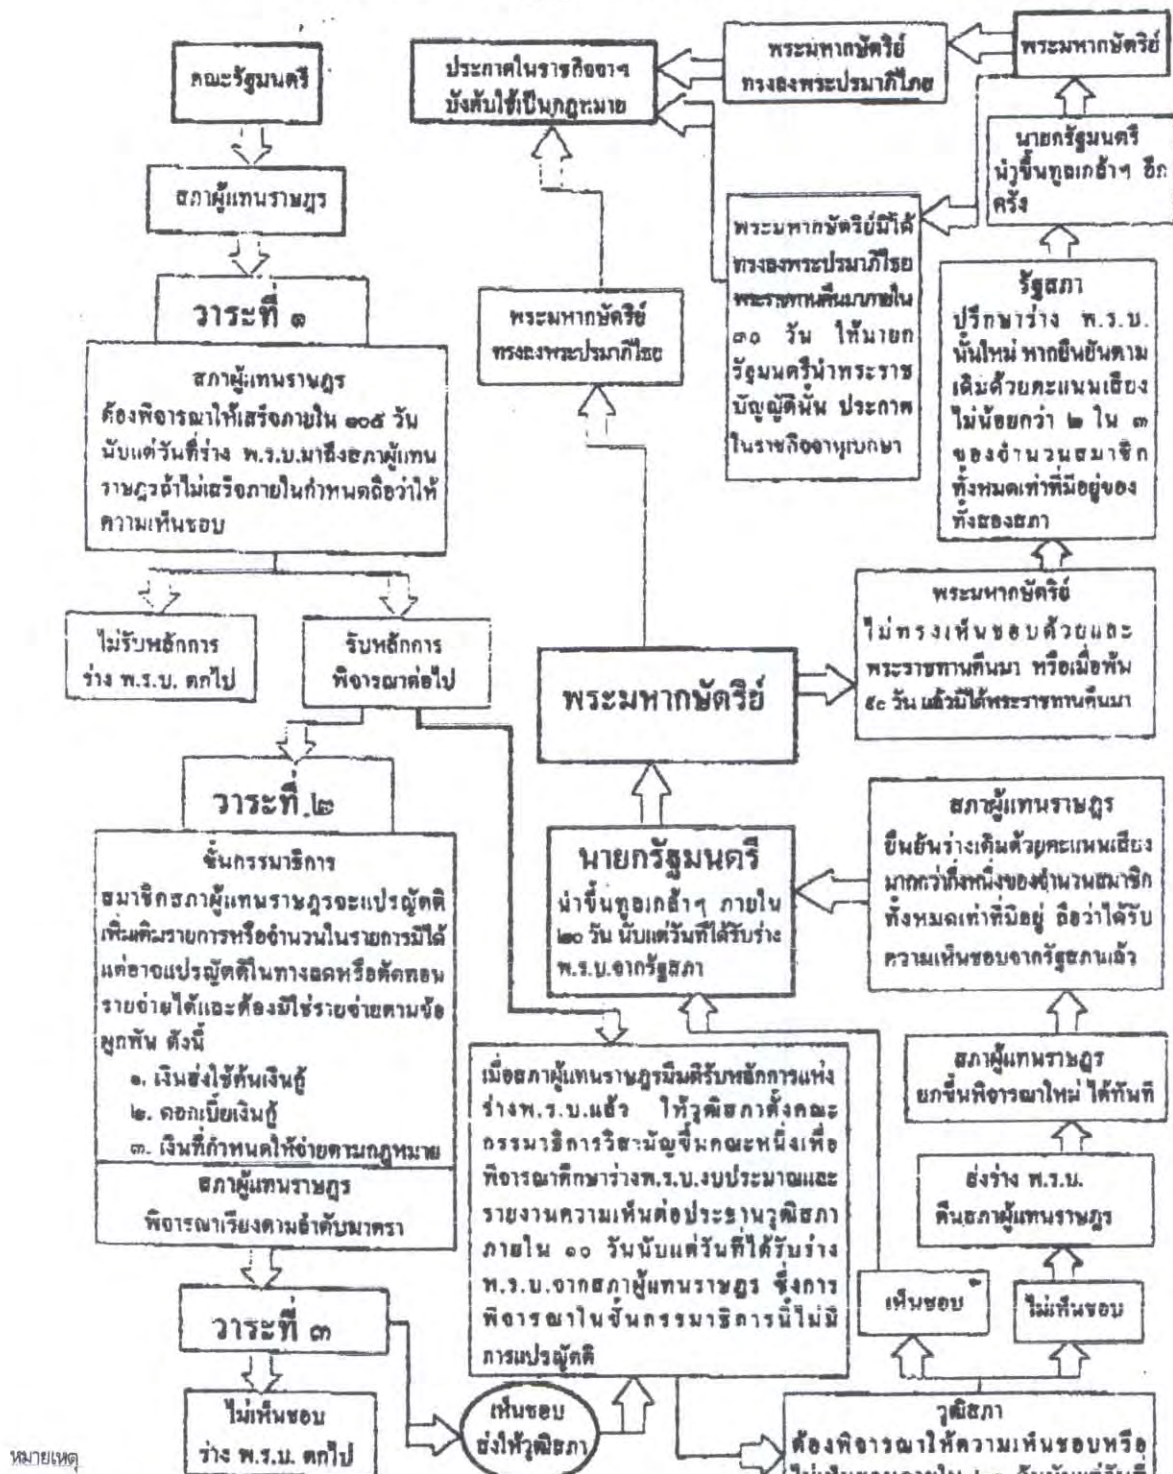 คณะรัฐมนตรี
สภาผู้แทนราษฎร
วาระที่ ๑
สภาผู้แทนราษฎร
ต้องพิจารณาให้เสร็จภายใน ๑๐๕ วัน
นับแต่วันที่ร่าง พ.ร.บ.มาถึงสภาผู้แทน
ราษฎรถ้าไม่เสร็จภายในกำหนดถือว่าให้
ความเห็นชอบ
ไม่รับหลักการ
ร่าง พ.ร.บ. ตกไป
รับหลักการ
พิจารณาต่อไป
วาระที่ ๒
ขั้นกรรมาธิการ
สมาชิกสภาผู้แทนราษฎรจะแปรญัตติ
เพิ่มเติมรายการหรือจำนวนในรายการมิได้
แต่อาจแปรญัตติในทางลดหรือตัดทอน
รายจ่ายได้และต้องมิใช่รายจ่ายตามข้อ
ผูกพัน ดังนี้
๑. เงินส่งใช้ต้นเงินกู้
๒. ดอกเบี้ยเงินกู้
๓. เงินที่กำหนดให้จ่ายตามกฎหมาย
สภาผู้แทนราษฎร
พิจารณาเรียงตามลำดับมาตรา
วาระที่ ๓
ไม่เห็นชอบ
ร่าง พ.ร.บ. ตกไป
เห็นชอบ
ส่งให้วุฒิสภา
เมื่อสภาผู้แทนราษฎรมีมติรับหลักการแห่ง
ร่างพ.ร.บ.แล้ว ให้วุฒิสภาตั้งคณะ
กรรมาธิการวิสามัญขึ้นคณะหนึ่งเพื่อ
พิจารณาศึกษาร่างพ.ร.บ.งบประมาณและ
รายงานความเห็นต่อประธานวุฒิสภา
ภายใน ๑๐ วันนับแต่วันที่ได้รับร่าง
พ.ร.บ.จากสภาผู้แทนราษฎร ซึ่งการ
พิจารณาในชั้นกรรมาธิการนี้ไม่มี
การแปรญัตติ
วุฒิสภา
ต้องพิจารณาให้ความเห็นชอบหรือ
เห็นชอบ
ไม่เห็นชอบ
ส่งร่าง พ.ร.บ.
คืนสภาผู้แทนราษฎร
สภาผู้แทนราษฎร
ยกขึ้นพิจารณาใหม่ ได้ทันที
สภาผู้แทนราษฎร
ยืนยันร่างเดิมด้วยคะแนนเสียง
มากกว่ากึ่งหนึ่งของจำนวนสมาชิก
ทั้งหมดเท่าที่มีอยู่ ถือว่าได้รับ
ความเห็นชอบจากรัฐสภาแล้ว
นายกรัฐมนตรี
นำขึ้นทูลเกล้าฯ ภายใน
๒๐ วัน นับแต่วันที่ได้รับร่าง
พ.ร.บ.จากรัฐสภา
พระมหากษัตริย์
พระมหากษัตริย์
ทรงลงพระปรมาภิไธย
ประกาศในราชกิจจาฯ
บังคับใช้เป็นกฎหมาย
พระมหากษัตริย์
ไม่ทรงเห็นชอบด้วยและ
พระราชทานคืนมา หรือเมื่อพ้น
วัน แล้วมิได้พระราชทานคืนมา
รัฐสภา
ปรึกษาร่าง พ.ร.บ.
นั้นใหม่ หากยืนยันตาม
เดิมด้วยคะแนนเสียง
ไม่น้อยกว่า ๒ ใน ๓
ของจำนวนสมาชิก
ทั้งหมดเท่าที่มีอยู่ของ
ทั้งสองสภา
นายกรัฐมนตรี
นำขึ้นทูลเกล้าฯ อีก
ครั้ง
พระมหากษัตริย์
พระมหากษัตริย์
ทรงลงพระปรมาภิไธย
พระมหากษัตริย์มิได้
ทรงลงพระปรมาภิไธย
พระราชทานคืนมาภายใน
๓๐ วัน ให้นายก
รัฐมนตรีนำพระราช
บัญญัตินั้น ประกาศ
ในราชกิจจานุเบกษา
หมายเหตุ